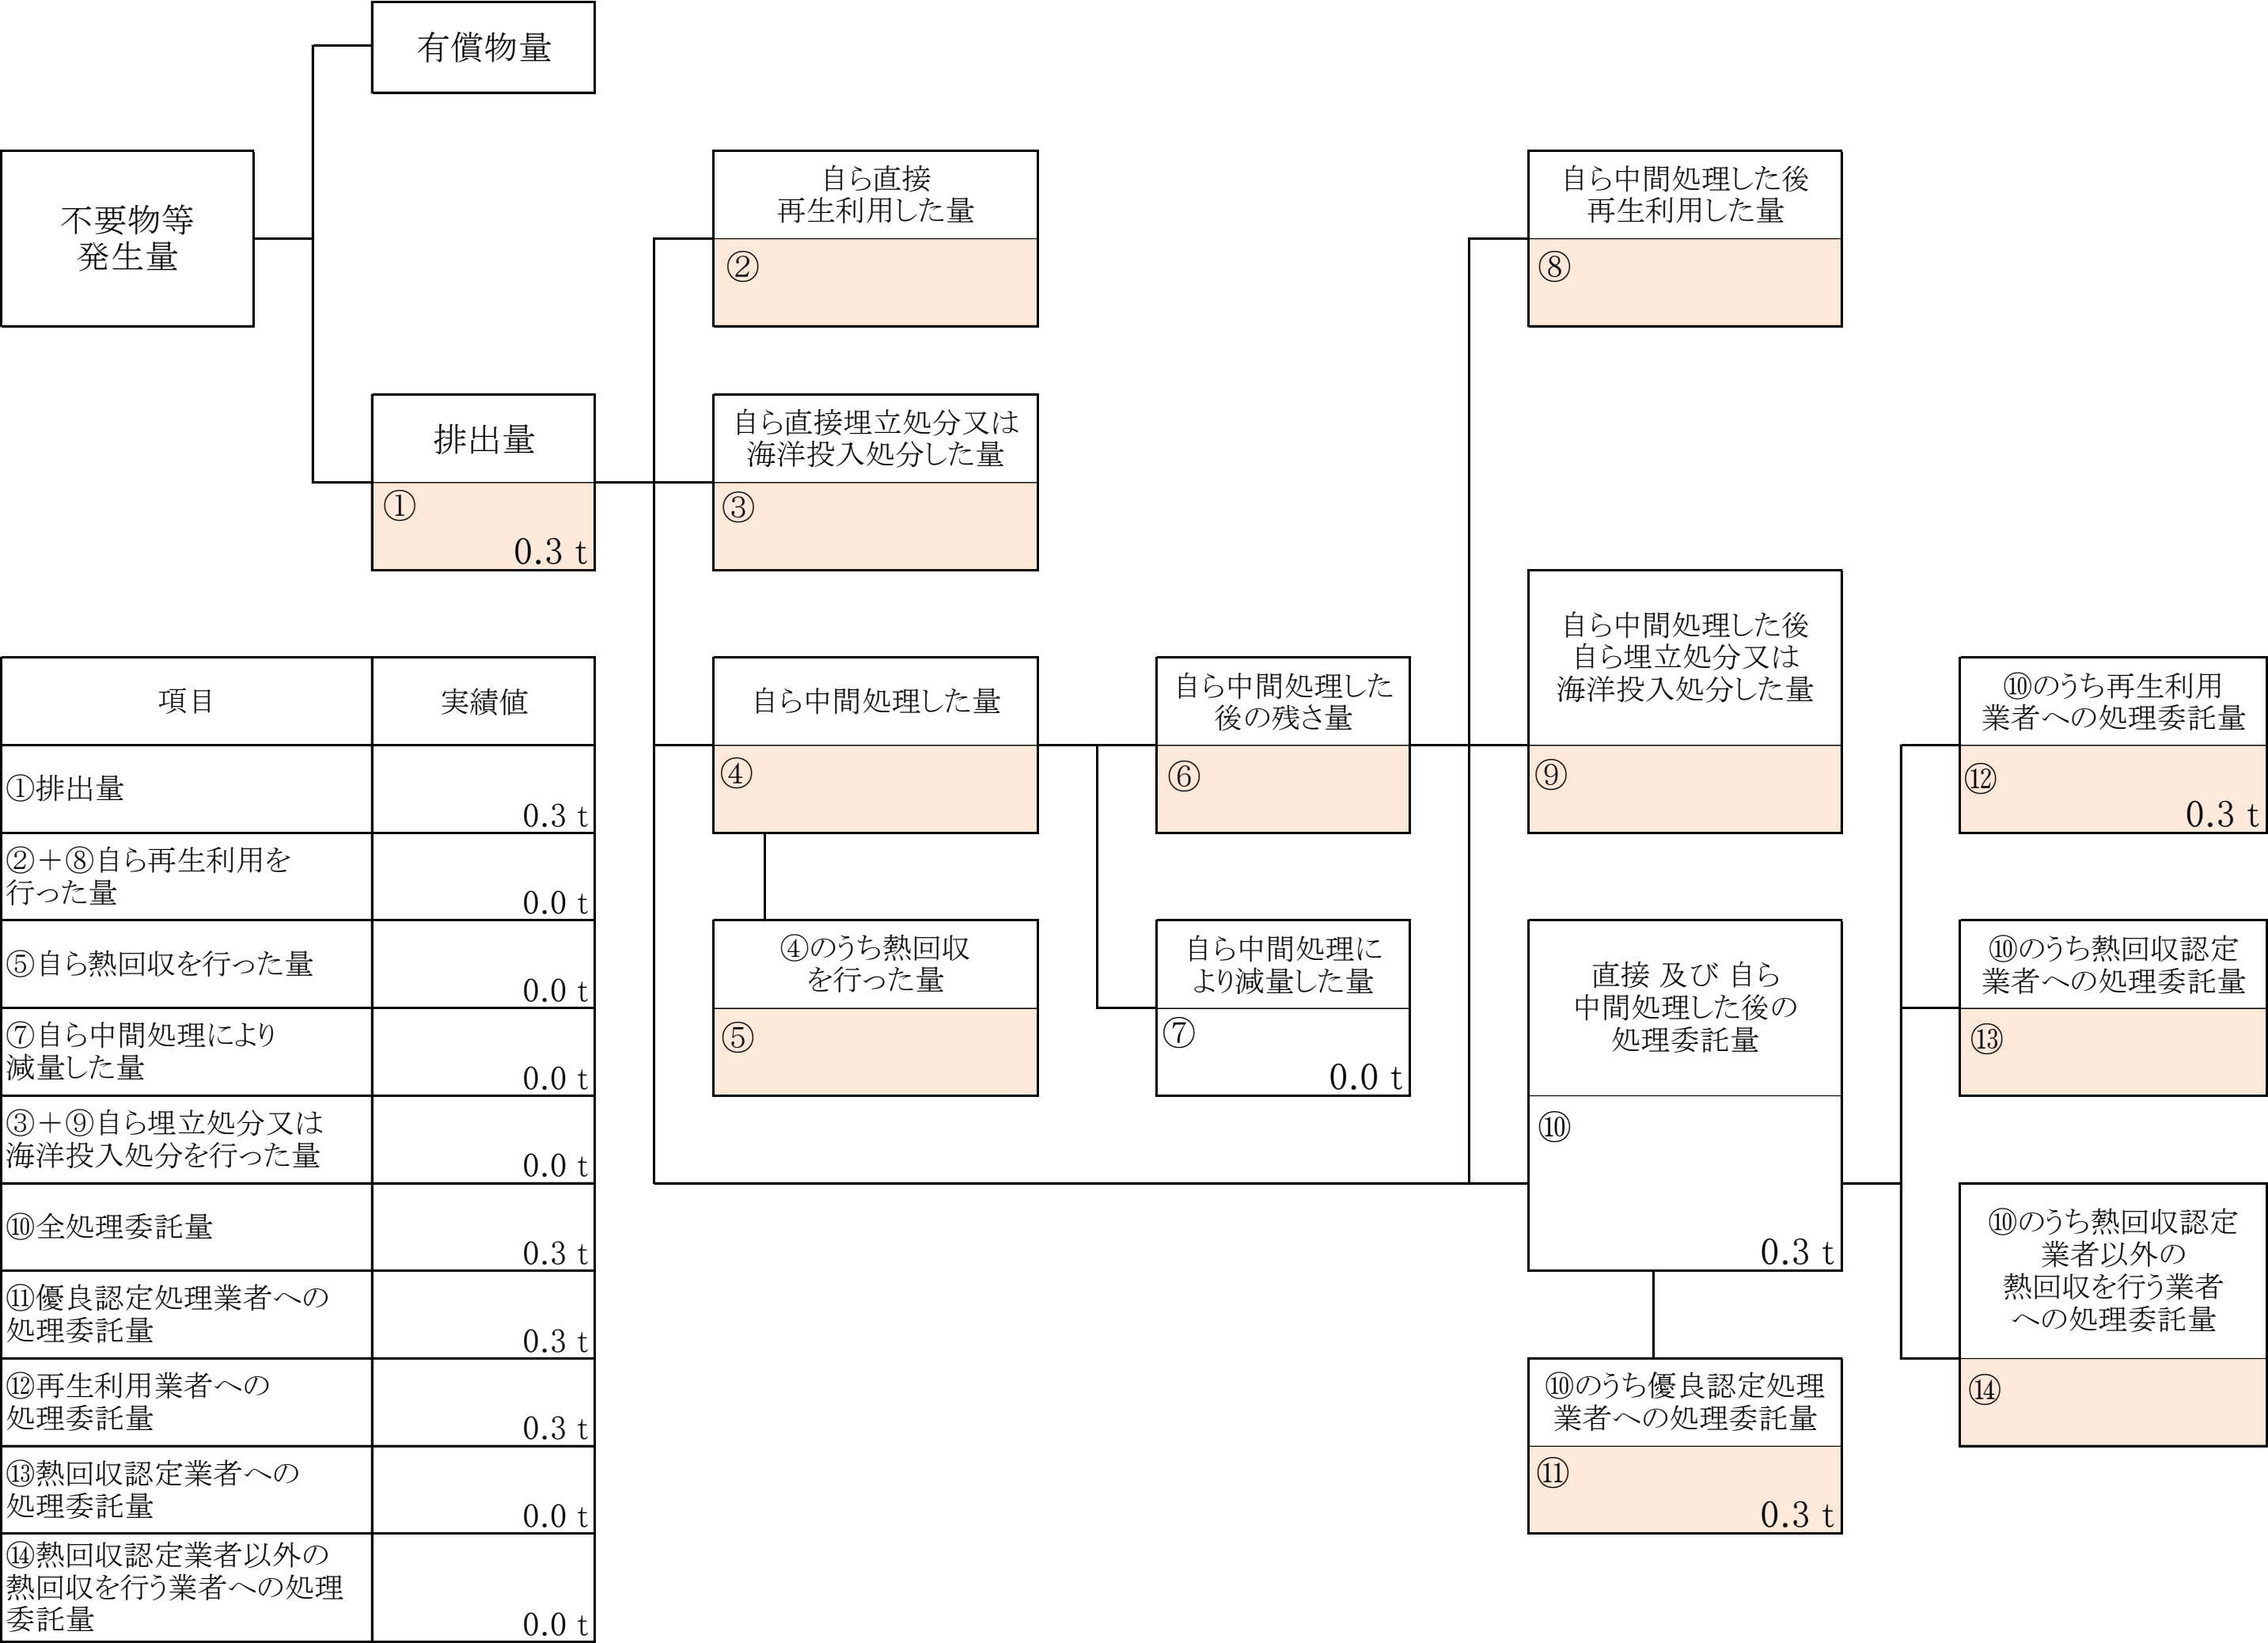 有償物量
不要物等
発生量
自ら直接
再生利用した量
②
自ら中間処理した後
再生利用した量
⑧
排出量
①
0.3 t
自ら直接埋立処分又は
海洋投入処分した量
③
自ら中間処理した量
④
自ら中間処理した
後の残さ量
⑥
自ら中間処理した後
自ら埋立処分又は
海洋投入処分した量
⑨
⑩のうち再生利用
業者への処理委託量
⑫
0.3 t
④のうち熱回収
を行った量
⑤
自ら中間処理に
より減量した量
⑦
0.0 t
直接 及び 自ら
中間処理した後の
処理委託量
⑩
0.3 t
⑩のうち熱回収認定
業者への処理委託量
⑬
⑩のうち熱回収認定
業者以外の
熱回収を行う業者
への処理委託量
⑭
⑩のうち優良認定処理
業者への処理委託量
⑪
0.3 t
項目 実績値
①排出量
0.3 t
②＋⑧自ら再生利用を
行った量
0.0 t
⑤自ら熱回収を行った量
0.0 t
⑦自ら中間処理により
減量した量
0.0 t
③＋⑨自ら埋立処分又は
海洋投入処分を行った量
0.0 t
⑩全処理委託量
0.3 t
⑪優良認定処理業者への
処理委託量
0.3 t
⑫再生利用業者への
処理委託量
0.3 t
⑬熱回収認定業者への
処理委託量
0.0 t
⑭熱回収認定業者以外の
熱回収を行う業者への処理
委託量
0.0 t